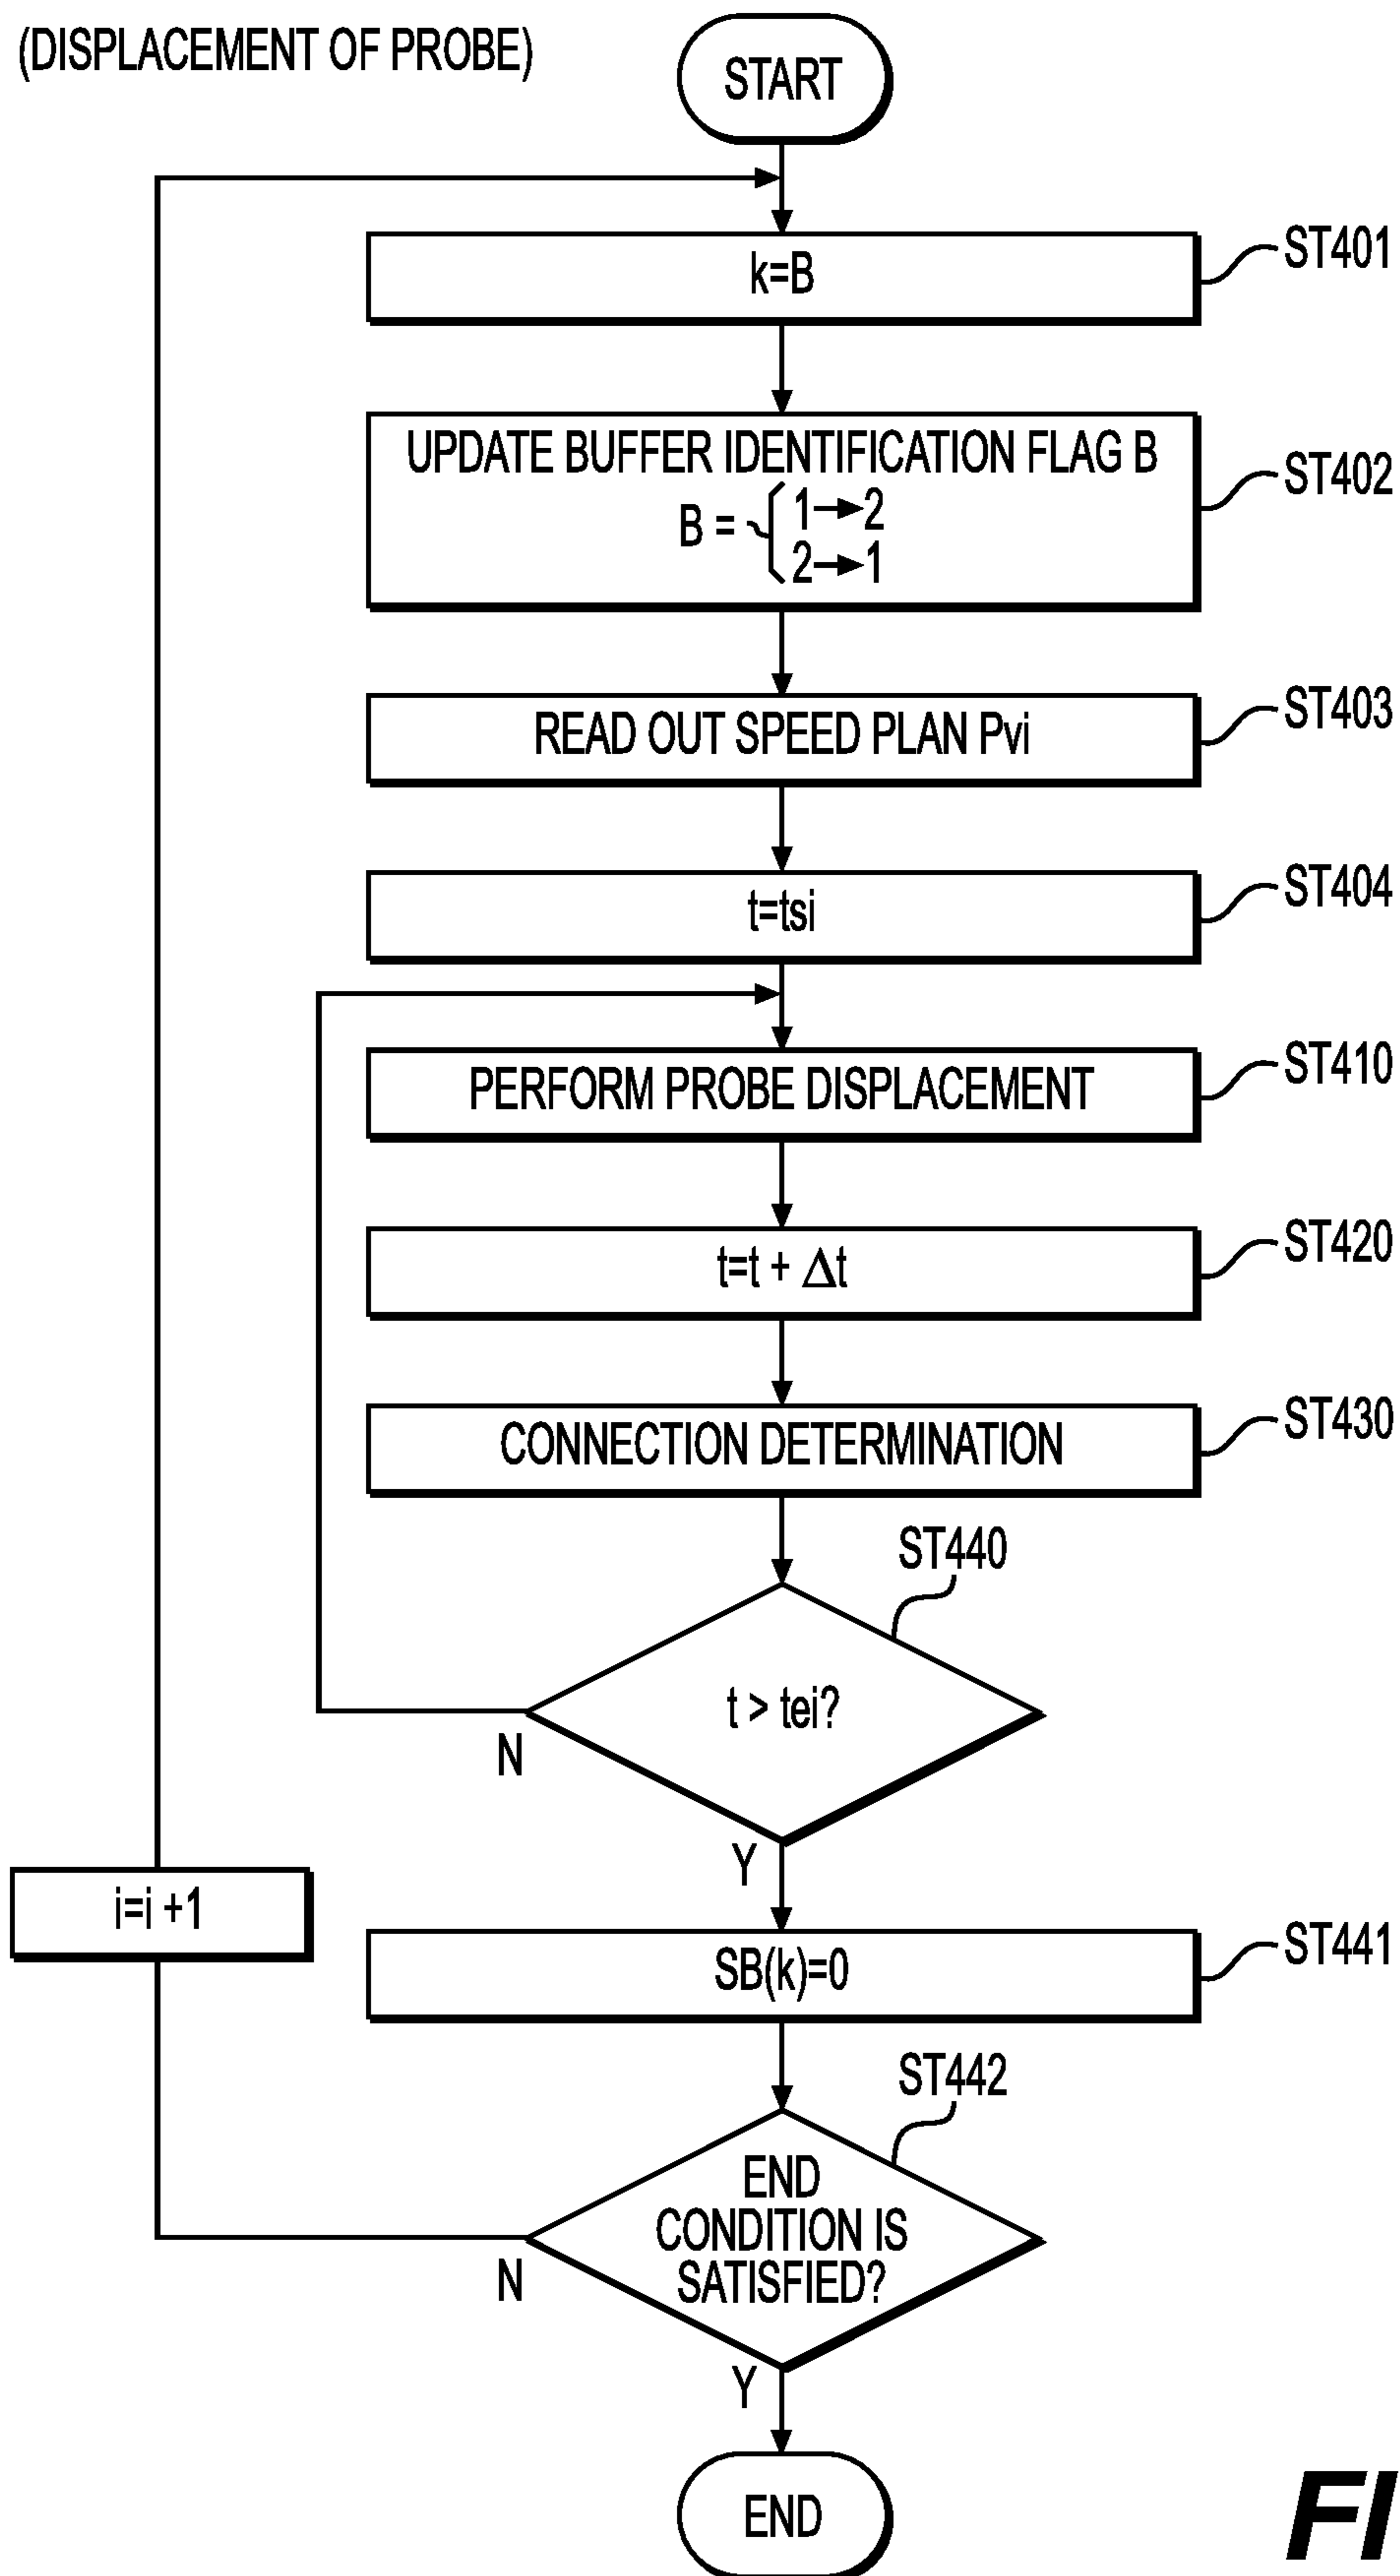 (DISPLACEMENT OF PROBE)
START
k=B
ST401
UPDATE BUFFER IDENTIFICATION FLAG B
B = { 1→2
2→1
ST402
READ OUT SPEED PLAN Pvi
ST403
t=tsi
ST404
PERFORM PROBE DISPLACEMENT
ST410
t=t + Δt
ST420
CONNECTION DETERMINATION
ST430
ST440
t > tei?
N
Y
i=i +1
SB(k)=0
ST441
ST442
END
CONDITION IS
SATISFIED?
N
Y
END
FI